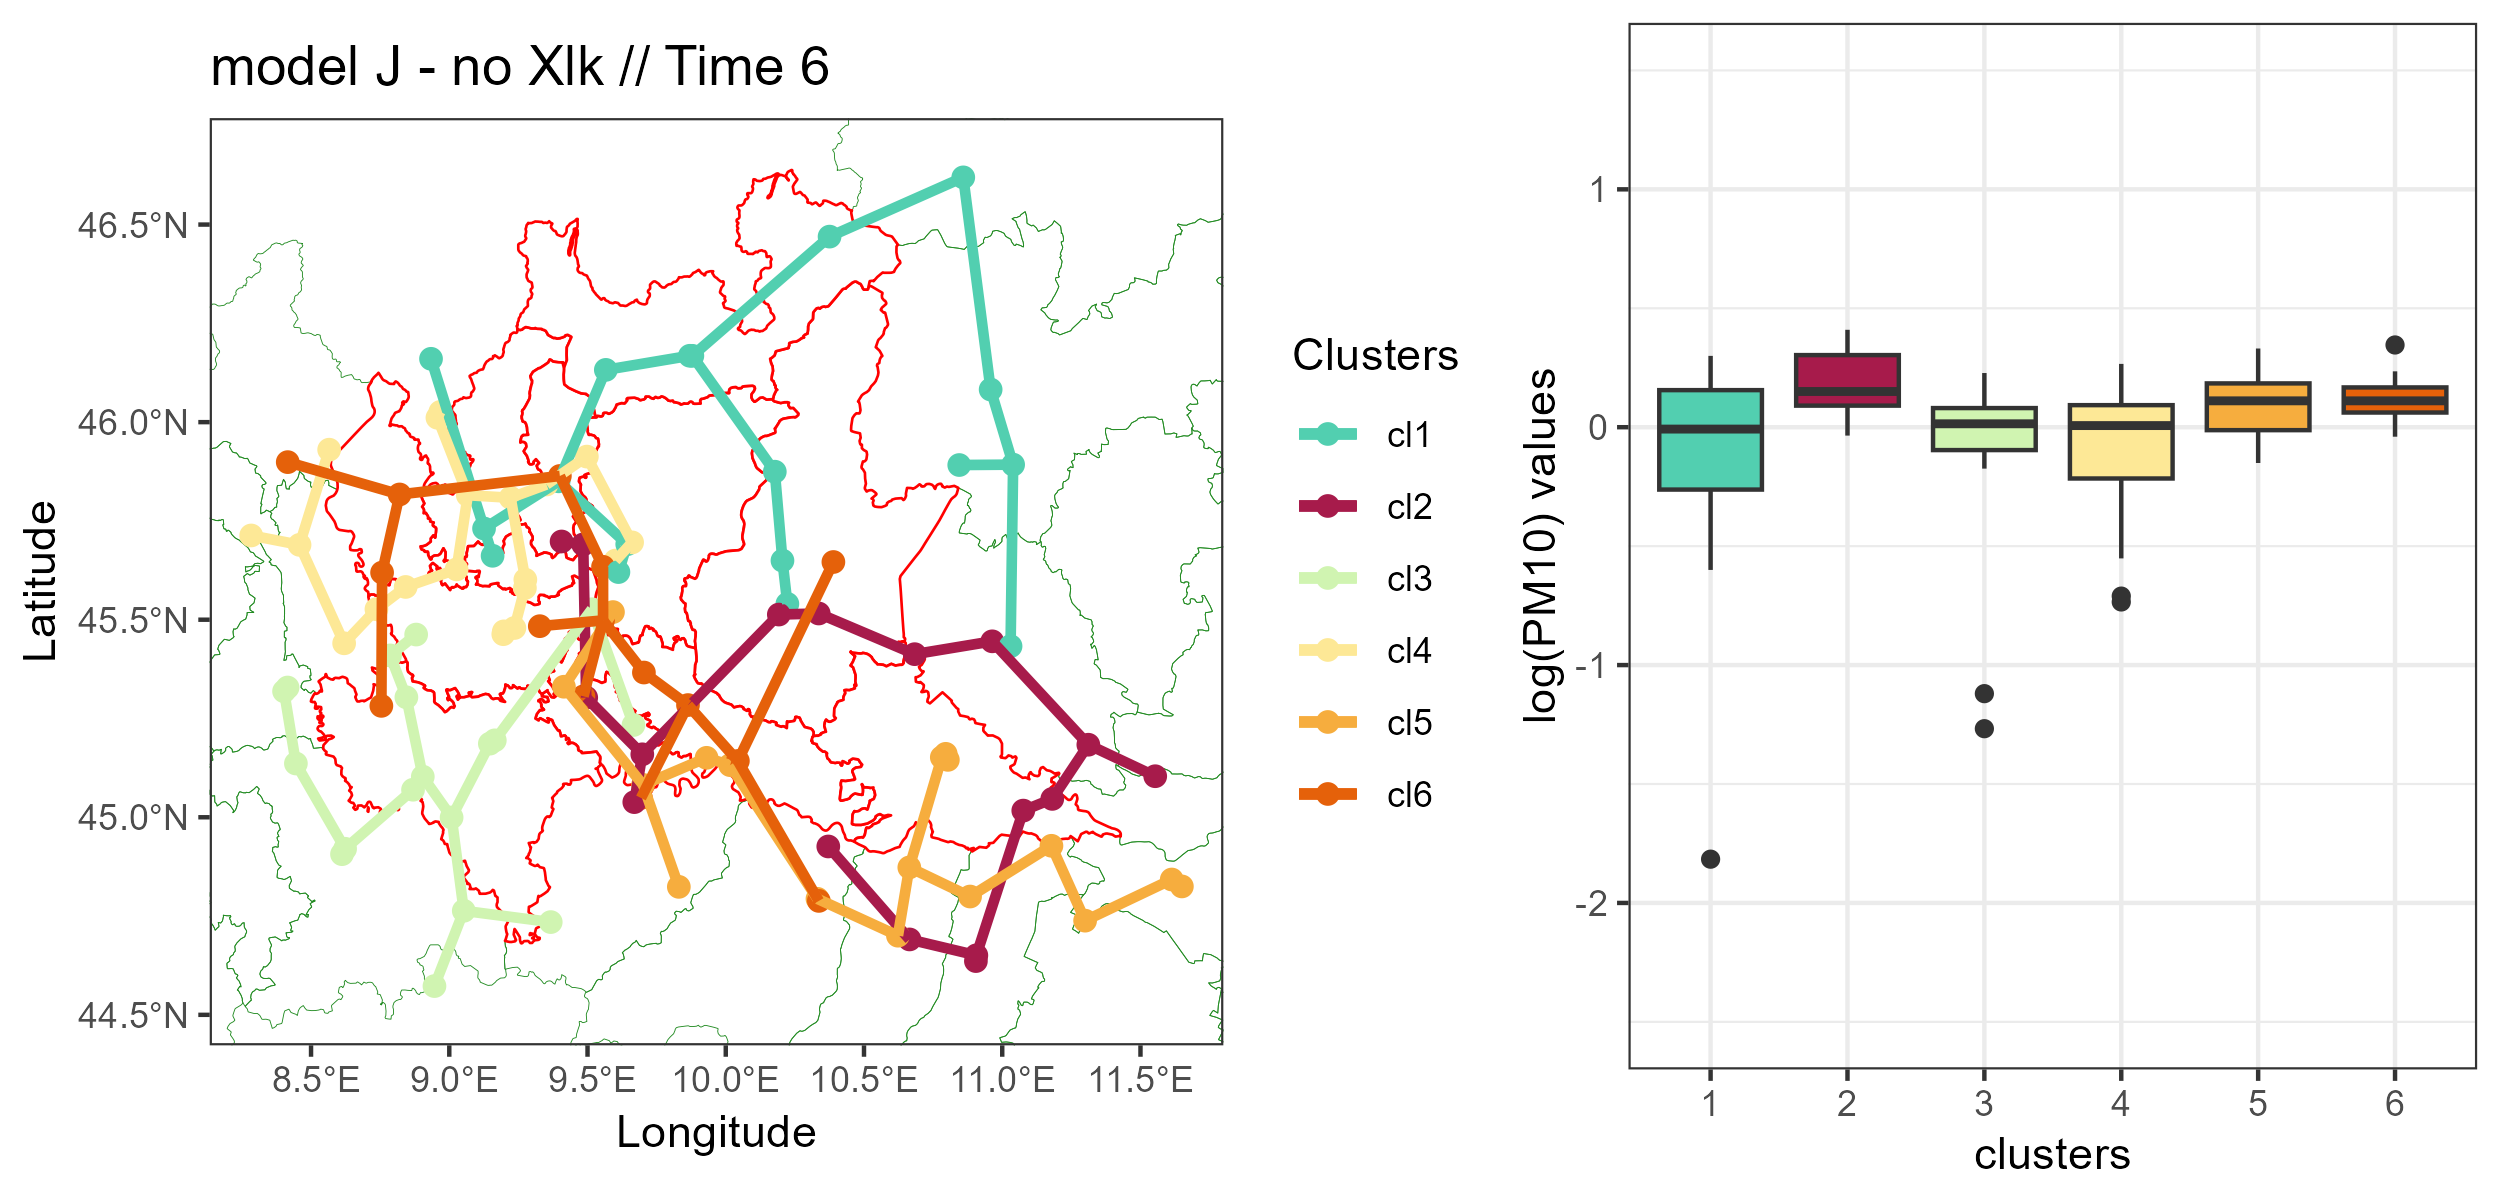 model J - no Xlk // Time 6
Latitude
46.5°N
46.0°N
45.5°N
45.0°N
44.5°N
8.5°E
9.0°E
9.5°E
10.0°E
10.5°E
11.0°E
11.5°E
Longitude
Clusters
cl1
cl2
cl3
cl4
cl5
cl6
log(PM10) values
1
0
-1
-2
1
2
3
4
5
6
clusters